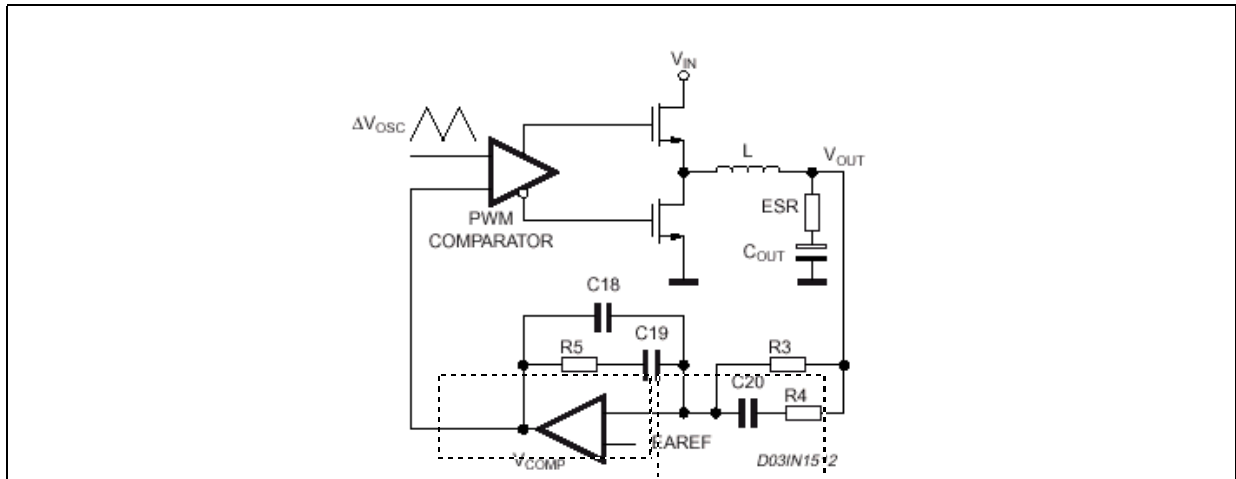 VIN
ΔVOSC
L
VOUT
ESR
PWM
COMPARATOR
COUT
C18
C19
R5
R3
C20
R4
EAREF
VCOMP
D03IN1512